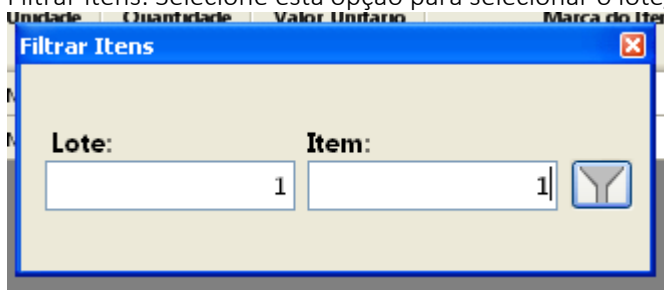 Filtrar Itens: Selecione esta opção para selecionar o lote
Unidade Quantidade Valor Unitário Marca do Ite
Filtrar Itens
Lote: Item:
1 1